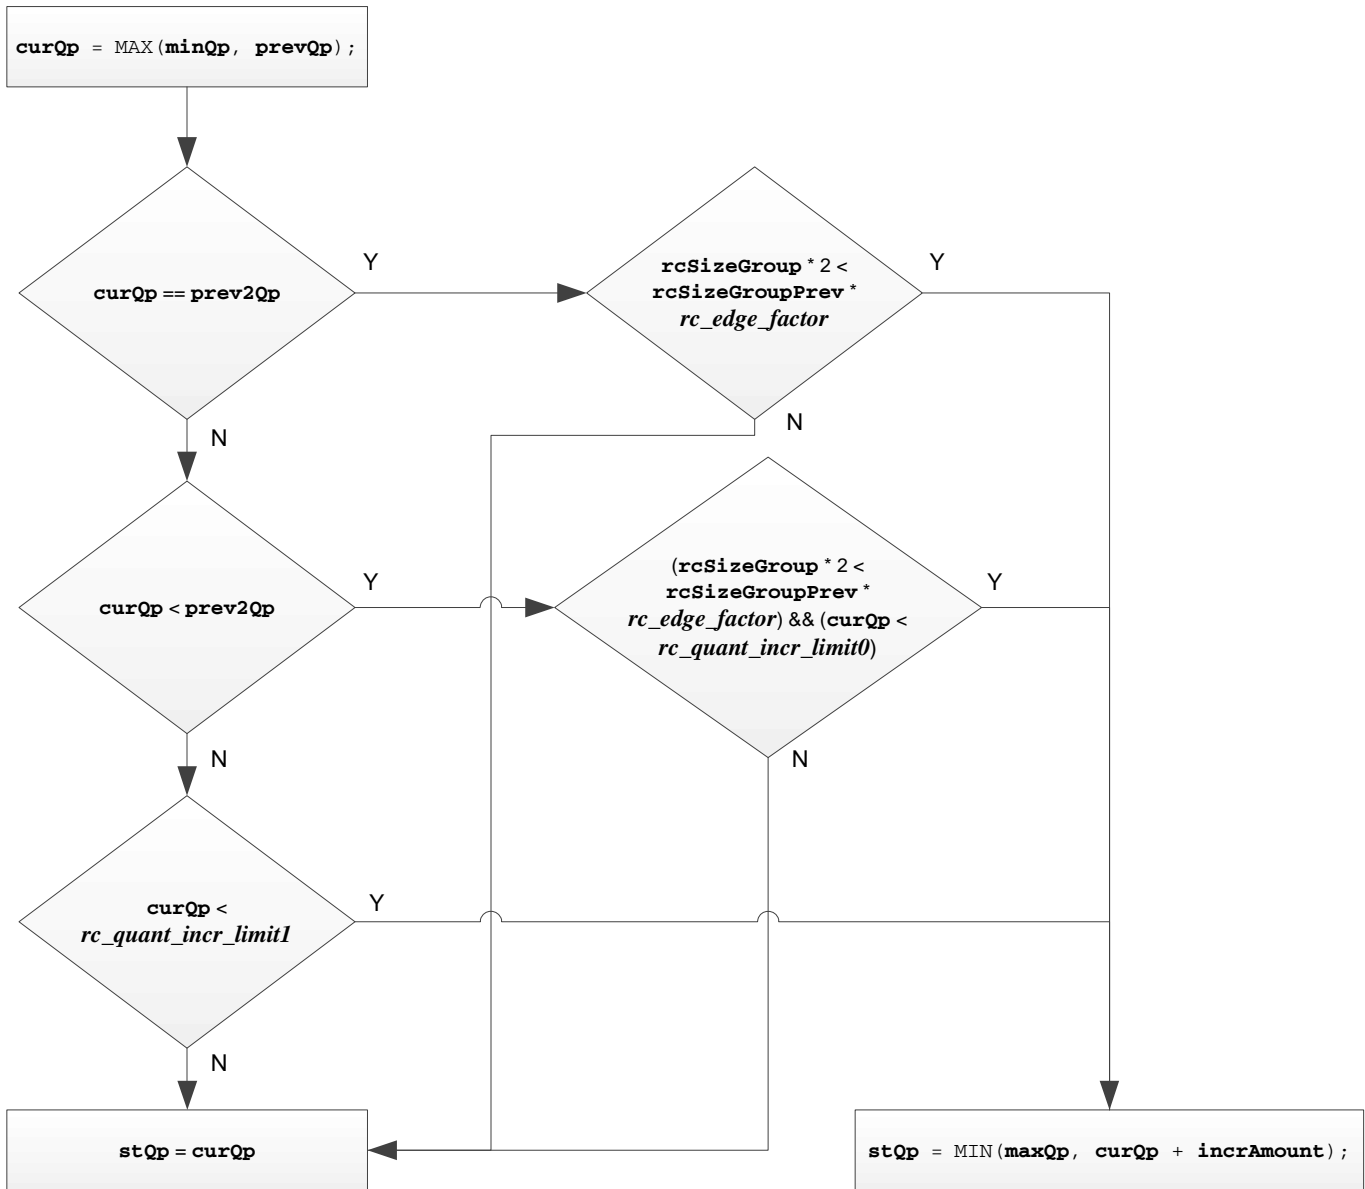 curQp = MAX(minQp, prevQp);
curQp == prev2Qp
Y
rcSizeGroup * 2 <
rcSizeGroupPrev *
rc_edge_factor
Y
N
N
curQp < prev2Qp
Y
(rcSizeGroup * 2 <
rcSizeGroupPrev *
rc_edge_factor) && (curQp <
rc_quant_incr_limit0)
Y
N
N
curQp <
rc_quant_incr_limit1
Y
N
stQp = curQp
stQp = MIN(maxQp, curQp + incrAmount);